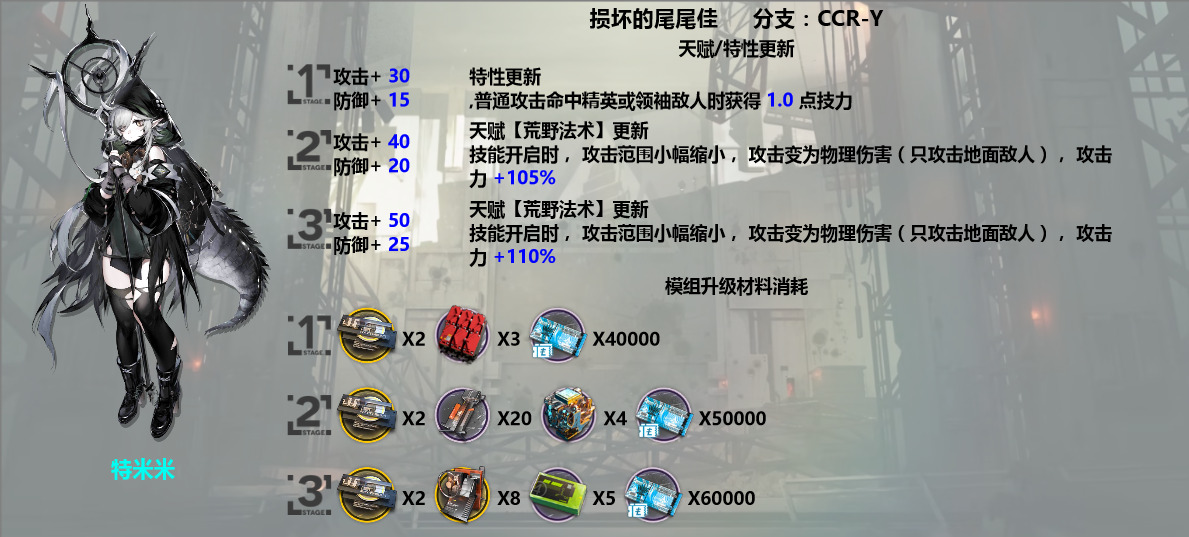 损坏的尾尾佳 分支：CCR-Y
天赋/特性更新
1 STAGE. 攻击+ 30 特性更新
防御+ 15 ,普通攻击命中精英或领袖敌人时获得 1.0 点技力
2 STAGE. 攻击+ 40 天赋【荒野法术】更新
防御+ 20 技能开启时，攻击范围小幅缩小，攻击变为物理伤害（只攻击地面敌人），攻击
力 +105%
3 STAGE. 攻击+ 50 天赋【荒野法术】更新
防御+ 25 技能开启时，攻击范围小幅缩小，攻击变为物理伤害（只攻击地面敌人），攻击
力 +110%
模组升级材料消耗
1 STAGE. X2 X3 X40000
2 STAGE. X2 X20 X4 X50000
特米米
3 STAGE. X2 X8 X5 X60000